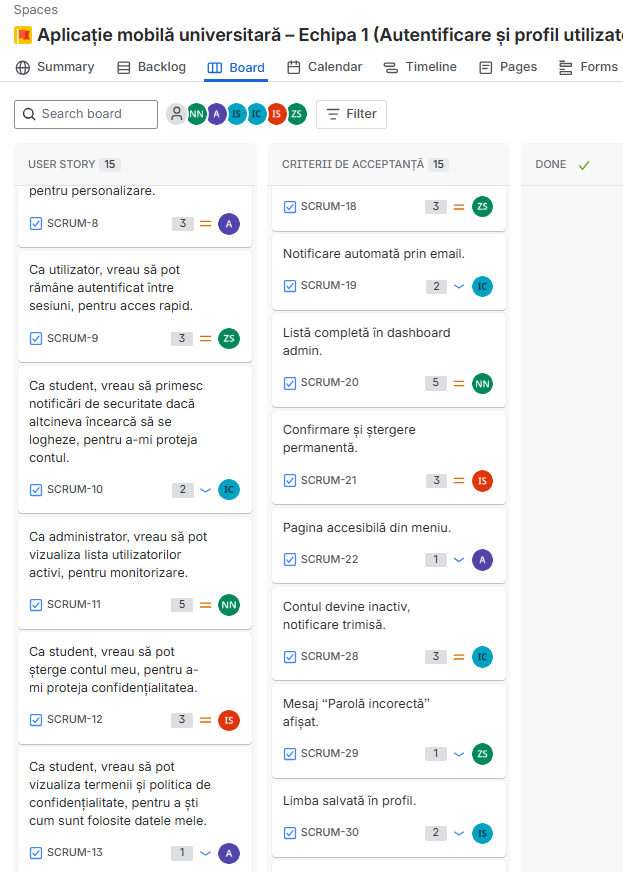 Spaces
Aplicație mobilă universitară – Echipa 1 (Autentificare și profil utilizato
Summary
Backlog
Board
Calendar
Timeline
Pages
Forms
Search board
NN
A
IS
IC
IS
ZS
Filter
USER STORY 15
pentru personalizare.
SCRUM-8
3
A
Ca utilizator, vreau să pot
rămâne autentificat între
sesiuni, pentru acces rapid.
SCRUM-9
3
ZS
Ca student, vreau să primesc
notificări de securitate dacă
altcineva încearcă să se
logheze, pentru a-mi proteja
contul.
SCRUM-10
2
IC
Ca administrator, vreau să pot
vizualiza lista utilizatorilor
activi, pentru monitorizare.
SCRUM-11
5
NN
Ca student, vreau să pot
șterge contul meu, pentru a-
mi proteja confidențialitatea.
SCRUM-12
3
IS
Ca student, vreau să pot
vizualiza termenii și politica de
confidențialitate, pentru a ști
cum sunt folosite datele mele.
SCRUM-13
1
A
CRITERII DE ACCEPTANȚĂ 15
SCRUM-18
3
ZS
Notificare automată prin email.
SCRUM-19
2
IC
Listă completă în dashboard
admin.
SCRUM-20
5
NN
Confirmare și ștergere
permanentă.
SCRUM-21
3
IS
Pagina accesibilă din meniu.
SCRUM-22
1
A
Contul devine inactiv,
notificare trimisă.
SCRUM-28
3
IC
Mesaj “Parolă incorectă”
afișat.
SCRUM-29
1
ZS
Limba salvată în profil.
SCRUM-30
2
IS
DONE